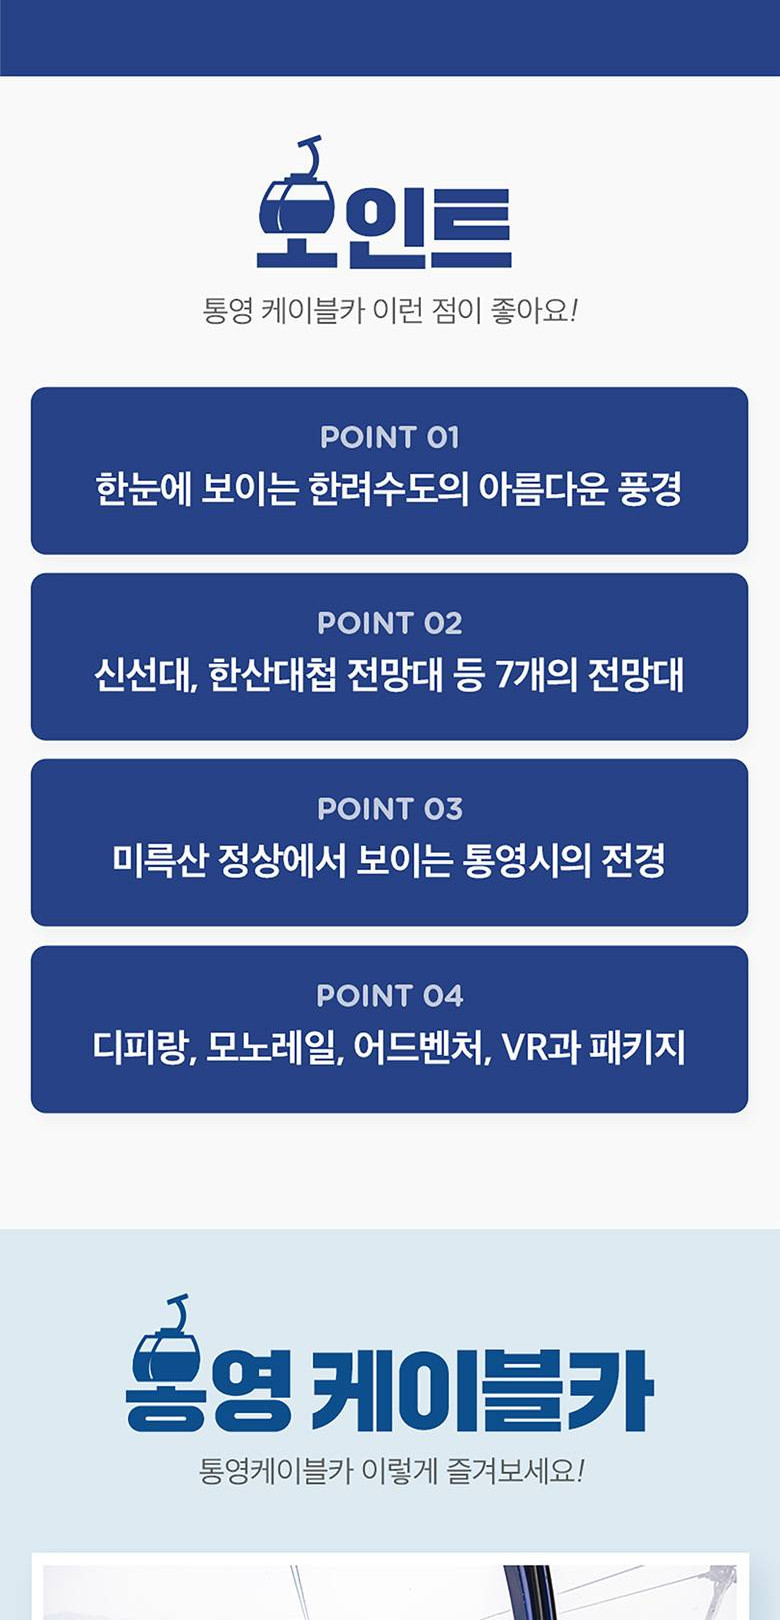 포인트
통영 케이블카 이런 점이 좋아요!
POINT 01
한눈에 보이는 한려수도의 아름다운 풍경
POINT 02
신선대, 한산대첩 전망대 등 7개의 전망대
POINT 03
미륵산 정상에서 보이는 통영시의 전경
POINT 04
디피랑, 모노레일, 어드벤처, VR과 패키지
통영 케이블카
통영케이블카 이렇게 즐겨보세요!